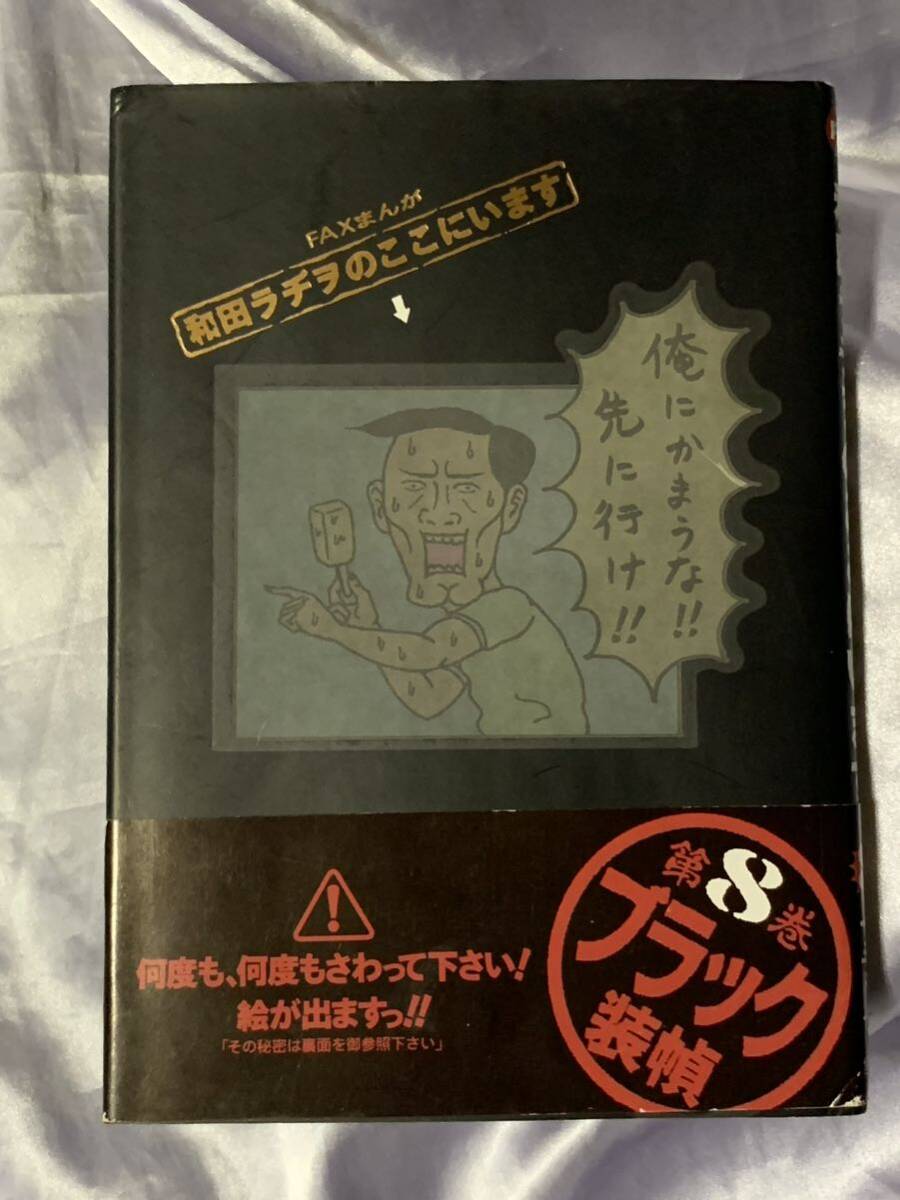 FAXまんが
和田ラヂヲのここにいます
俺にかまうな!!
先に行け!!
第8巻
ブラック
装幀
何度も、何度もさわって下さい!
絵が出ますっ!!
「その秘密は裏面を御参照下さい」